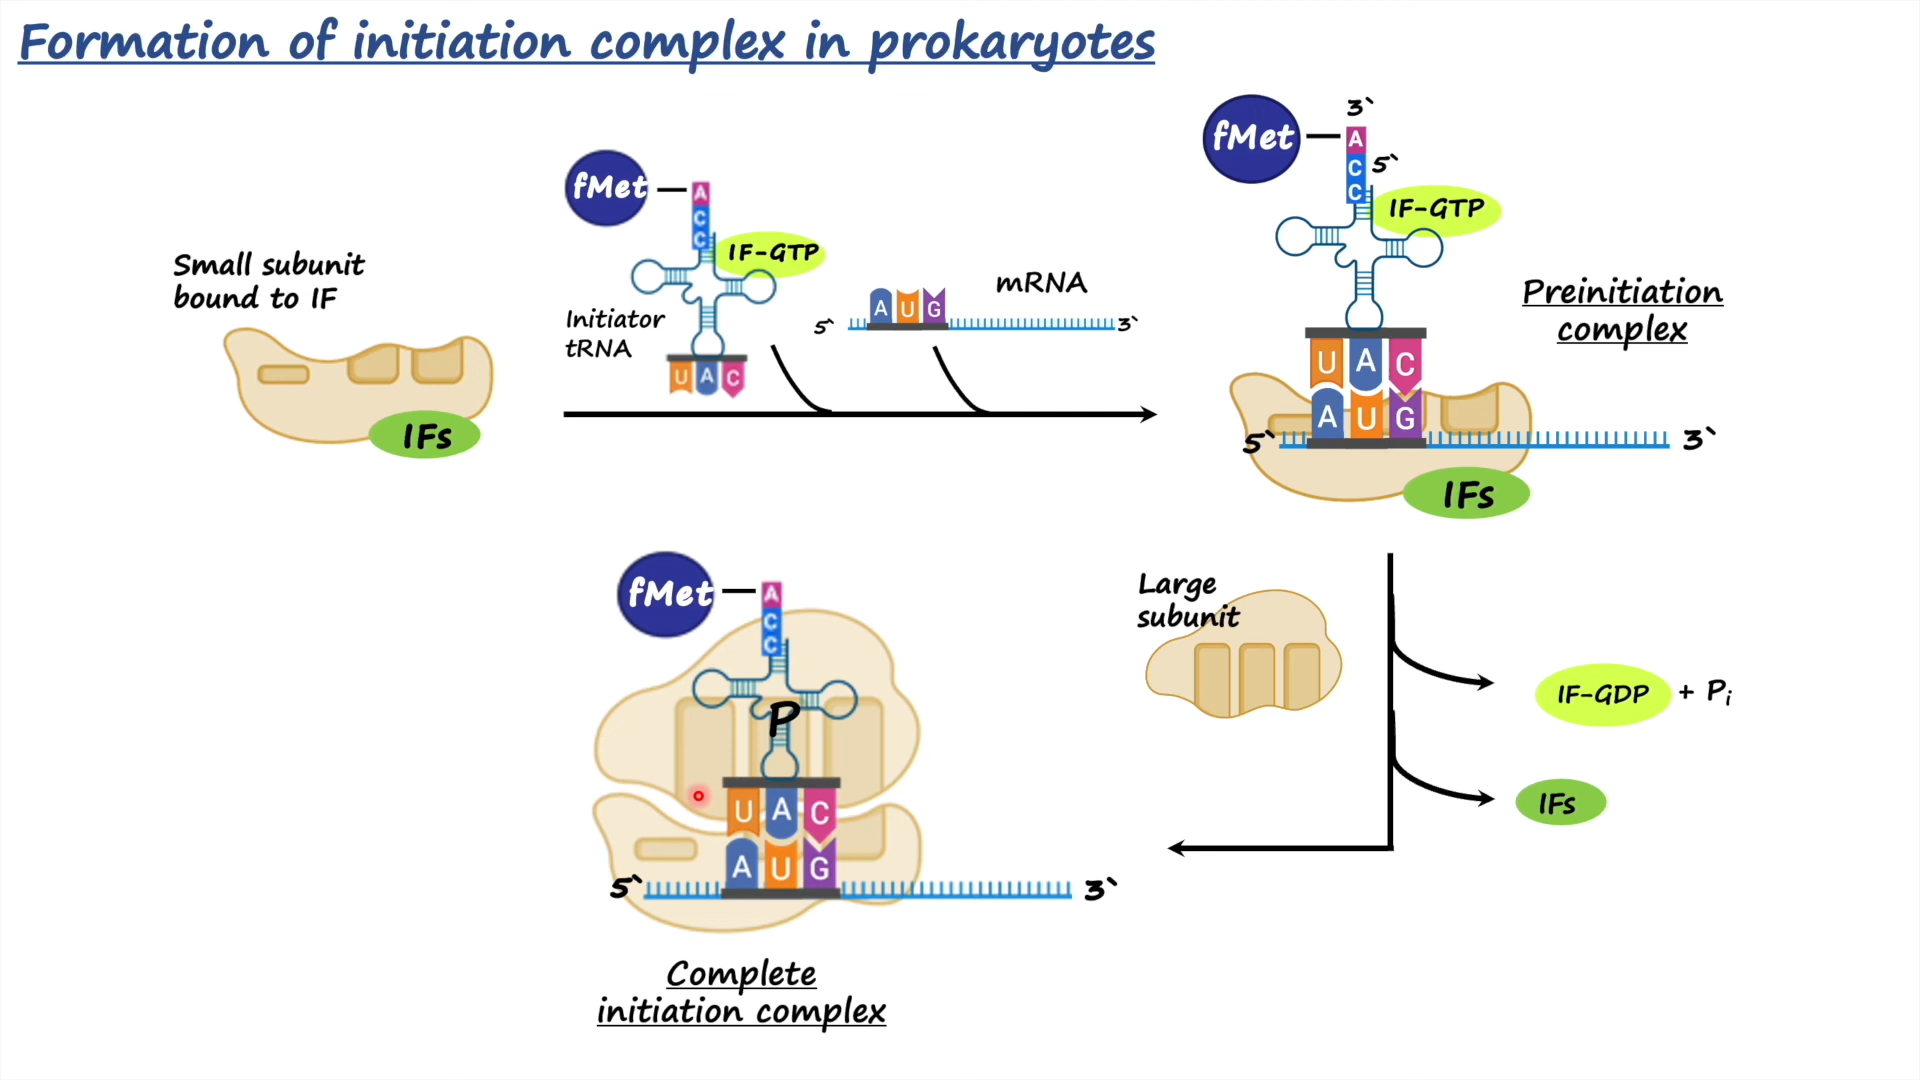 Formation of initiation complex in prokaryotes
Small subunit
bound to IF
IFs
fMet
A
C
C
IF-GTP
Initiator
tRNA
U A C
mRNA
A U G
5` 3`
3`
fMet
A
C
C
5`
IF-GTP
Preinitiation
complex
U A C
A U G
5` 3`
IFs
Large
subunit
IF-GDP + Pi
IFs
fMet
A
C
C
P
U A C
A U G
5` 3`
Complete
initiation complex